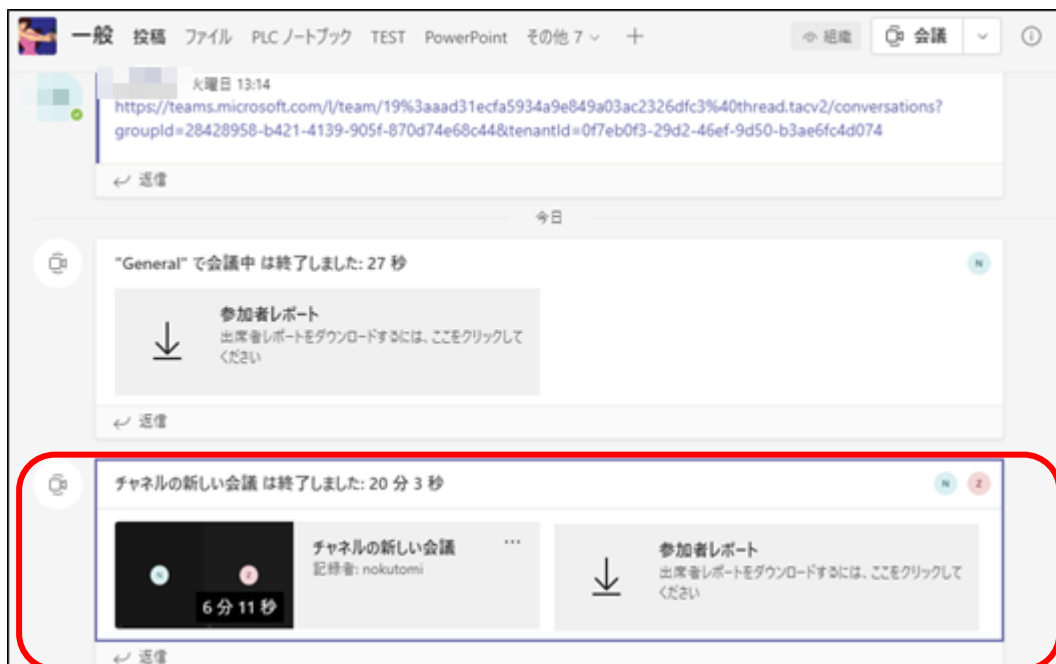 一般 投稿 ファイル PLC ノートブック TEST PowerPoint その他 7 組織 会議
火曜日 13:14
https://teams.microsoft.com/l/team/19%3aaad31ecfa5934a9e849a03ac2326dfc3%40thread.tacv2/conversations?
groupId=28428958-b421-4139-905f-870d74e68c44&tenantId=0f7eb0f3-29d2-46ef-9d50-b3ae6fc4d074
返信
今日
"General" で会議中 は終了しました: 27 秒
N
参加者レポート
出席者レポートをダウンロードするには、ここをクリックして
ください
返信
チャネルの新しい会議 は終了しました: 20 分 3 秒
N Z
N Z
6 分 11 秒
チャネルの新しい会議 …
記録者: nokutomi
参加者レポート
出席者レポートをダウンロードするには、ここをクリックして
ください
返信